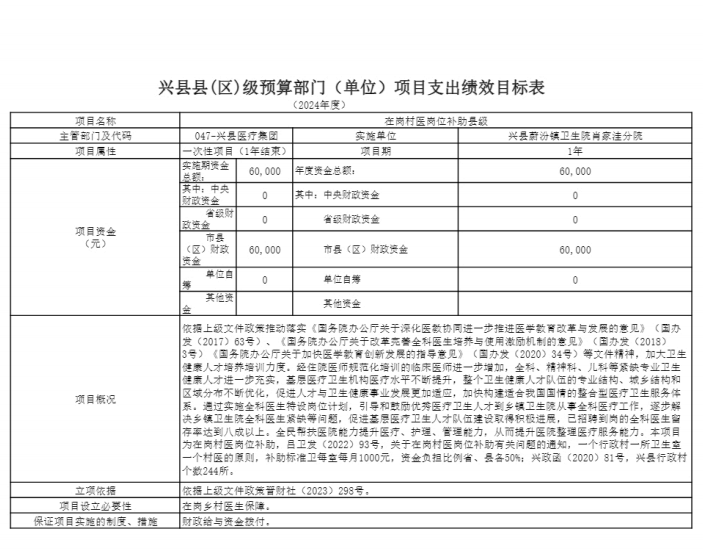 兴县县(区)级预算部门（单位）项目支出绩效目标表
（2024年度）
项目名称 在岗村医岗位补助县级
主管部门及代码 047-兴县医疗集团 实施单位 兴县蔚汾镇卫生院肖家洼分院
项目属性 一次性项目（1年结束） 项目期 1年
项目资金
（元）
实施期资金
总额：
60,000 年度资金总额： 60,000
其中：中央
财政资金
0 其中：中央财政资金 0
省级财
政资金
0 省级财政资金 0
市县
（区）财政
资金
60,000 市县（区）财政资金 60,000
单位自
筹
0 单位自筹 0
其他资
金
其他资金
项目概况
依据上级文件政策推动落实《国务院办公厅关于深化医教协同进一步推进医学教育改革与发展的意见》（国办
发（2017）63号）、《国务院办公厅关于改革完善全科医生培养与使用激励机制的意见》（国办发（2018）
3号）《国务院办公厅关于加快医学教育创新发展的指导意见》（国办发（2020）34号）等文件精神，加大卫生
健康人才培养培训力度。经住院医师规范化培训的临床医师进一步增加，全科、精神科、儿科等紧缺专业卫生
健康人才进一步充实，基层医疗卫生机构医疗水平不断提升，整个卫生健康人才队伍的专业结构、城乡结构和
区域分布不断优化，促进人才与卫生健康事业发展更加适应，加快构建适合我国国情的整合型医疗卫生服务体
系。通过实施全科医生特设岗位计划，引导和鼓励优秀医疗卫生人才到乡镇卫生院从事全科医疗工作，逐步解
决乡镇卫生院全科医生紧缺等问题，促进基层医疗卫生人才队伍建设取得积极进展，已招聘到岗的全科医生留
存率达到八成以上。全民帮扶医院能力提升医疗、护理、管理能力，从而提升医院整理医疗服务能力。本项目
为在岗村医岗位补助，吕卫发（2022）93号，关于在岗村医岗位补助有关问题的通知，一个行政村一所卫生室
一个村医的原则，补助标准卫每室每月1000元，资金负担比例省、县各50%；兴政函（2020）81号，兴县行政村
个数244所。
立项依据 依据上级文件政策晋财社（2023）298号。
项目设立必要性 在岗乡村医生保障。
保证项目实施的制度、措施 财政给与资金拨付。